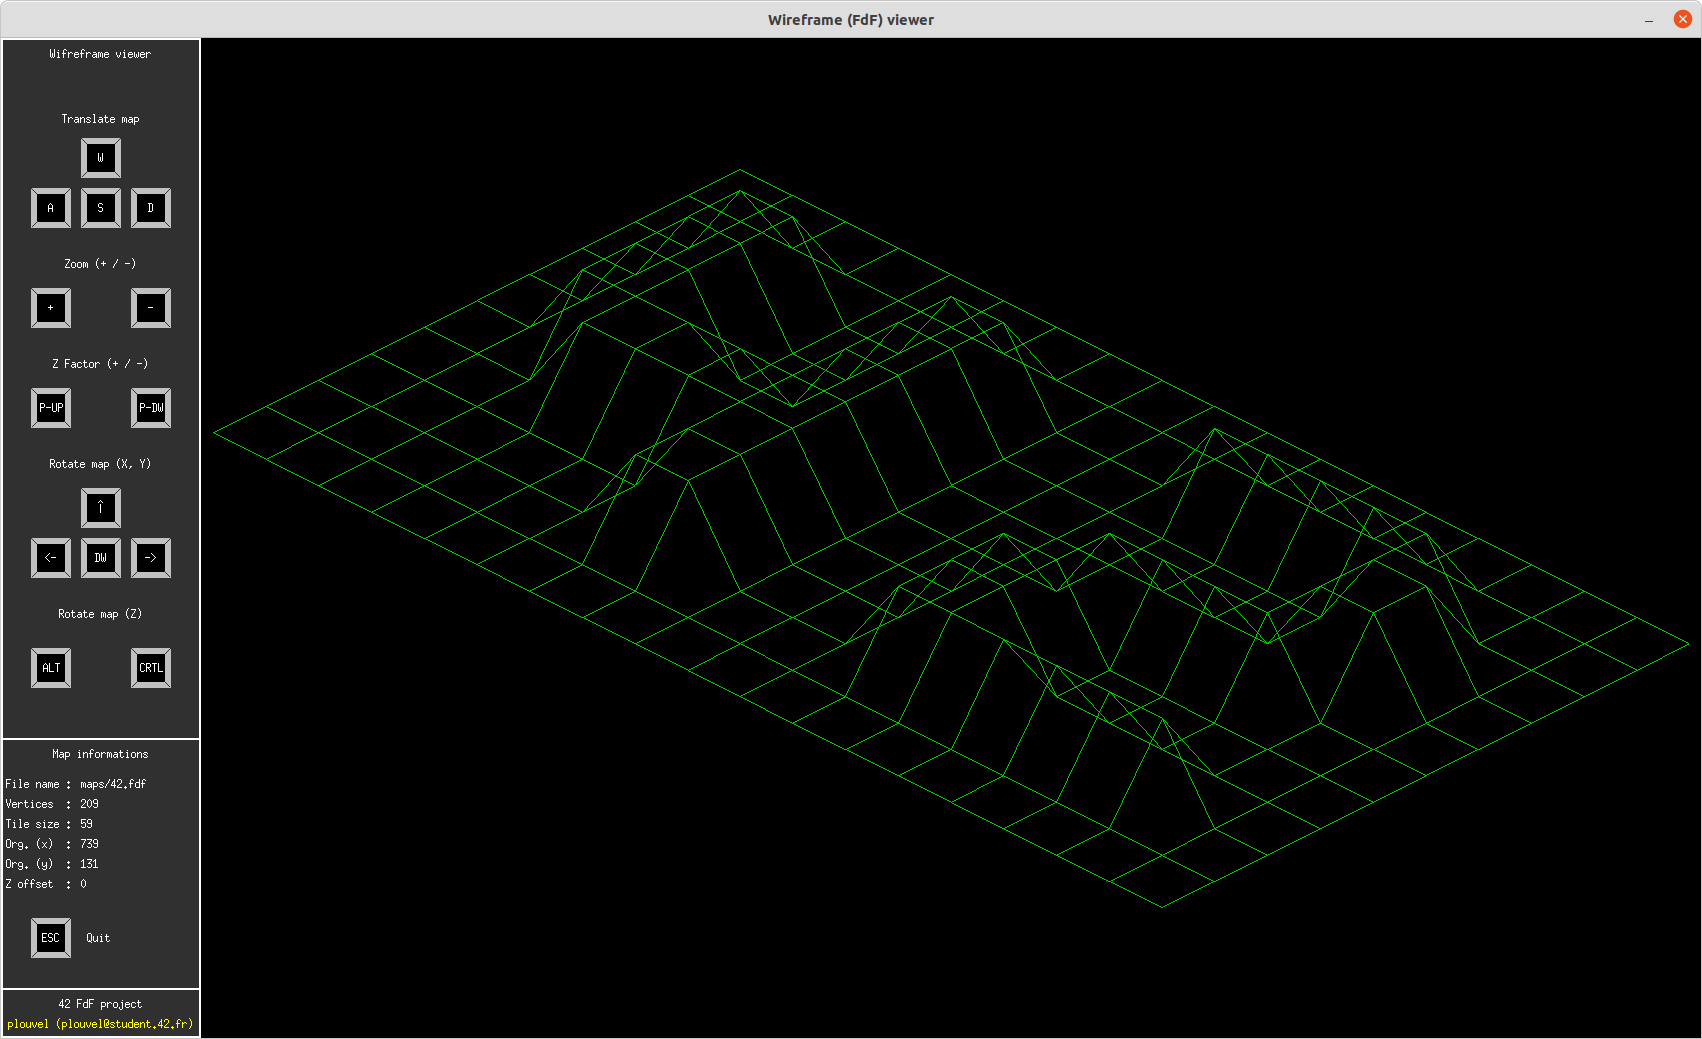 Wireframe (FdF) viewer
Wifreframe viewer
Translate map
W
A S D
Zoom (+ / -)
+ -
Z Factor (+ / -)
P-UP P-DW
Rotate map (X, Y)
↑
<- DW ->
Rotate map (Z)
ALT CRTL
Map informations
File name : maps/42.fdf
Vertices : 209
Tile size : 59
Org. (x) : 739
Org. (y) : 131
Z offset : 0
ESC Quit
42 FdF project
plouvel (plouvel@student.42.fr)